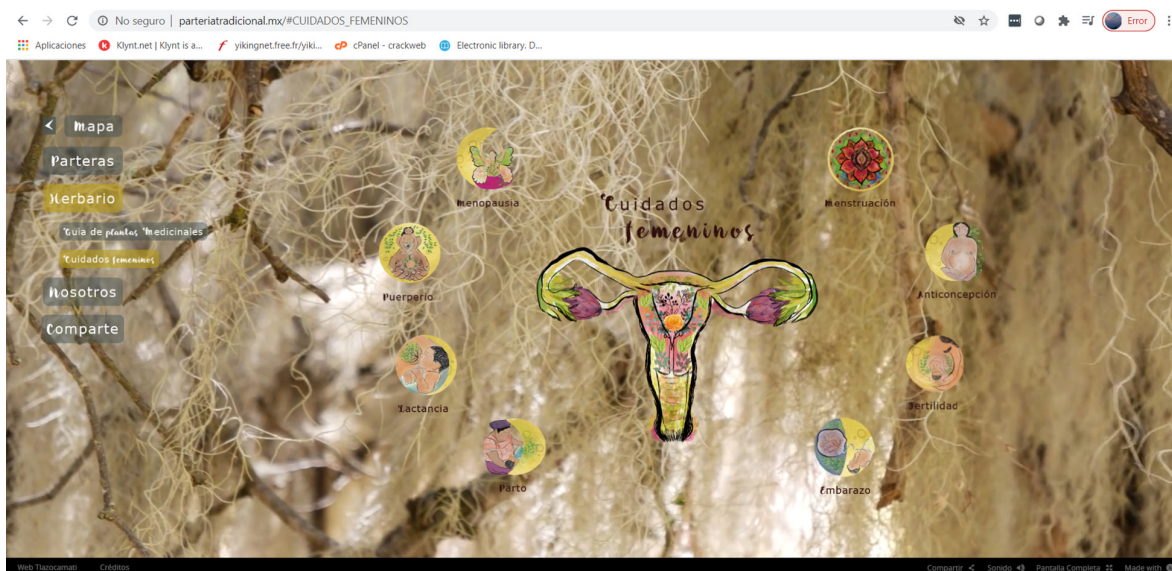 No seguro | parteriatradicional.mx/#CUIDADOS_FEMENINOS
Error
Aplicaciones Klynt.net | Klynt is a... yikingnet.free.fr/yiki... cPanel - crackweb Electronic library. D...
Mapa
Parteras
Herbario
Guia de plantas Medicinales
Cuidados femeninos
Nosotros
Comparte
Cuidados
femeninos
Menopausia
Menstruación
Puerperio
Anticoncepción
Lactancia
Fertilidad
Parto
Embarazo
Web Tlazocamati Créditos Compartir Sonido Pantalla Completa Made with